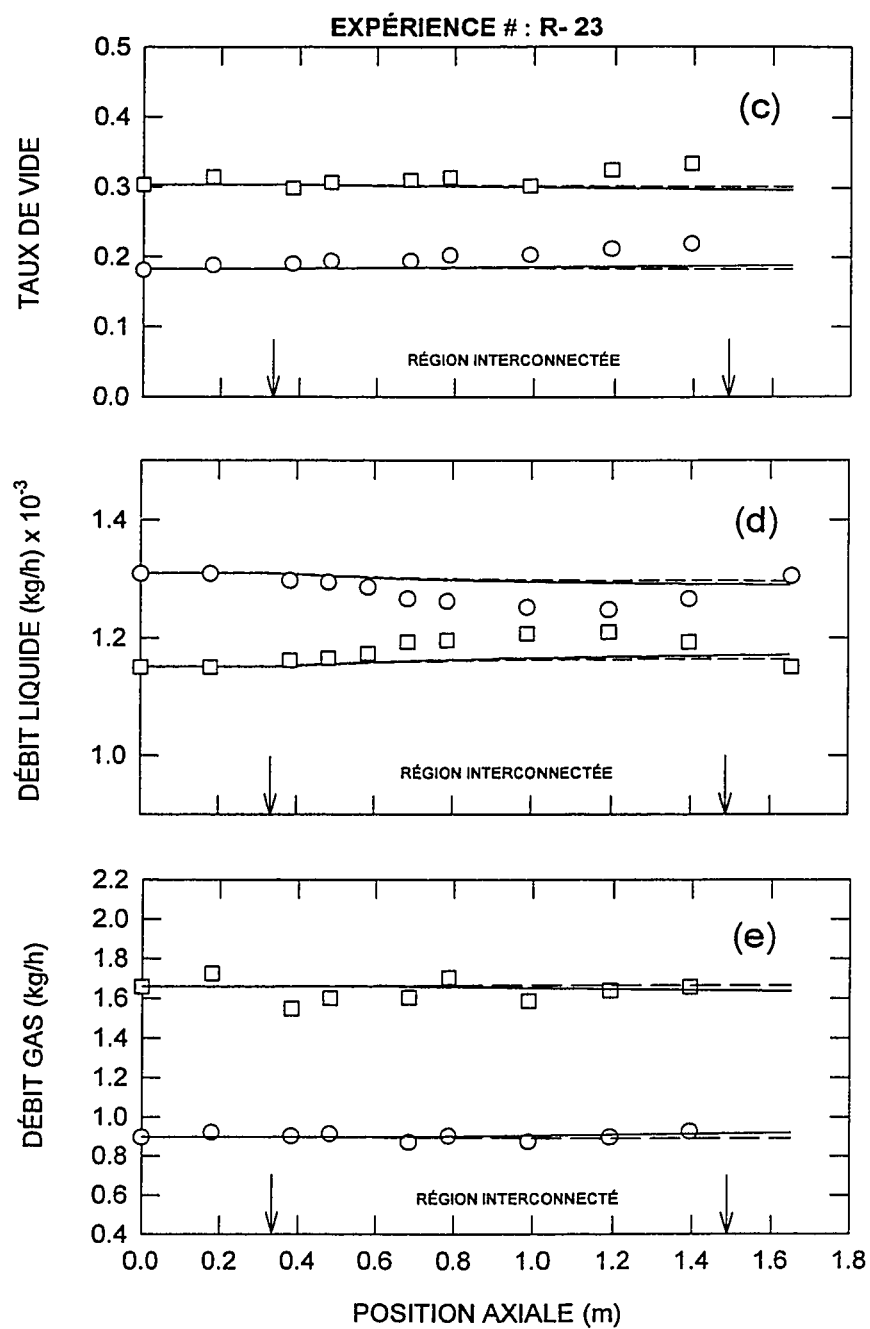 EXPÉRIENCE # : R- 23
0.5
0.4
0.3
0.2
0.1
0.0
TAUX DE VIDE
(c)
RÉGION INTERCONNECTÉE
1.4
1.2
1.0
DÉBIT LIQUIDE (kg/h) x 10⁻³
(d)
RÉGION INTERCONNECTÉE
2.2
2.0
1.8
1.6
1.4
1.2
1.0
0.8
0.6
0.4
DÉBIT GAS (kg/h)
(e)
RÉGION INTERCONNECTÉ
0.0 0.2 0.4 0.6 0.8 1.0 1.2 1.4 1.6 1.8
POSITION AXIALE (m)